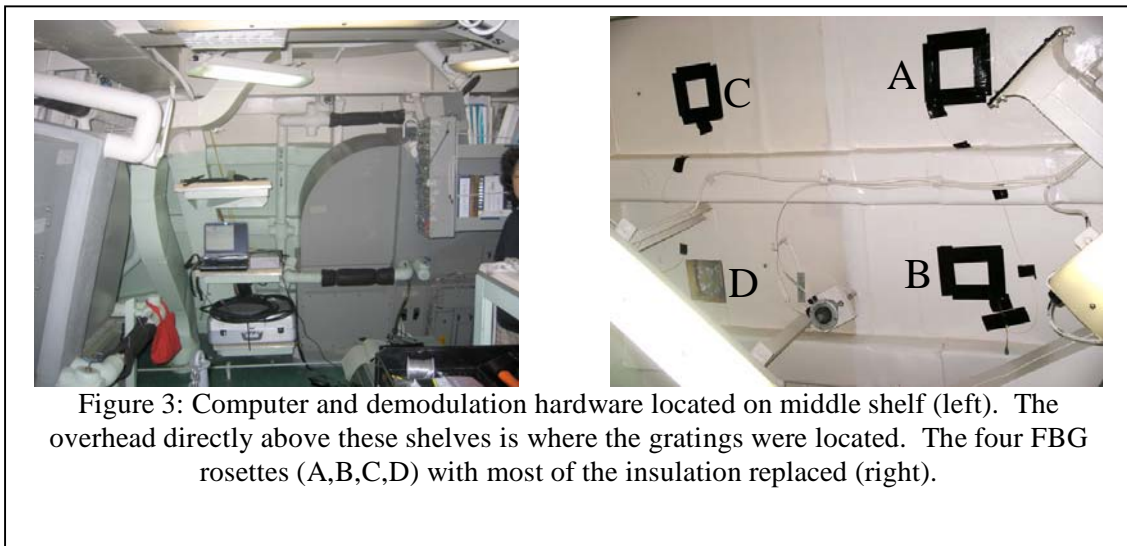 C
A
D
B
Figure 3: Computer and demodulation hardware located on middle shelf (left). The
overhead directly above these shelves is where the gratings were located. The four FBG
rosettes (A,B,C,D) with most of the insulation replaced (right).